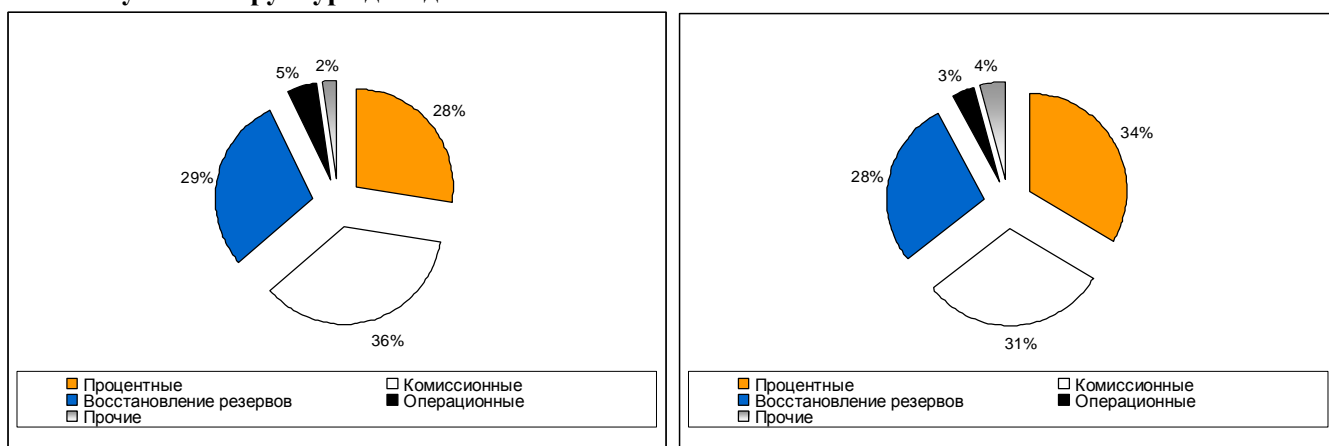 5%
2%
28%
29%
36%
Процентные
Комиссионные
Восстановление резервов
Операционные
Прочие
3%
4%
34%
28%
31%
Процентные
Комиссионные
Восстановление резервов
Операционные
Прочие